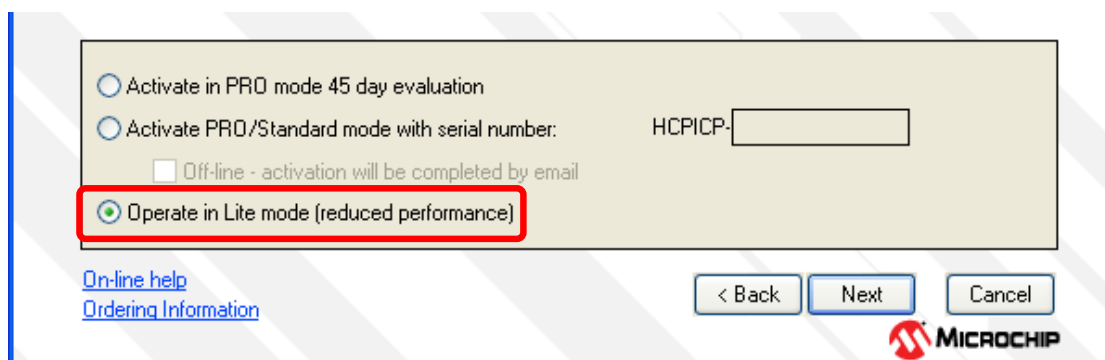 Activate in PRO mode 45 day evaluation
Activate PRO/Standard mode with serial number: HCPICP-
Off-line - activation will be completed by email
Operate in Lite mode (reduced performance)
On-line help
Ordering Information
< Back Next Cancel
MICROCHIP